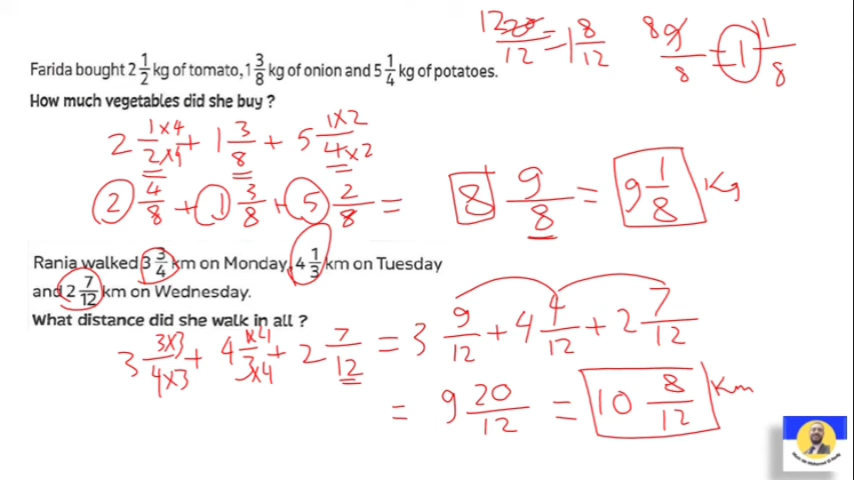 12 20/12 = 1 8/12    8 9/8 = 1 1/8
Farida bought 2 1/2 kg of tomato, 1 3/8 kg of onion and 5 1/4 kg of potatoes.
How much vegetables did she buy ?
2 1×4/2×4 + 1 3/8 + 5 1×2/4×2
2 4/8 + 1 3/8 + 5 2/8 = 8 9/8 = 9 1/8 Kg
Rania walked 3 3/4 km on Monday, 4 1/3 km on Tuesday
and 2 7/12 km on Wednesday.
What distance did she walk in all ?
3 3×3/4×3 + 4 1×4/3×4 + 2 7/12 = 3 9/12 + 4 4/12 + 2 7/12
= 9 20/12 = 10 8/12 Km